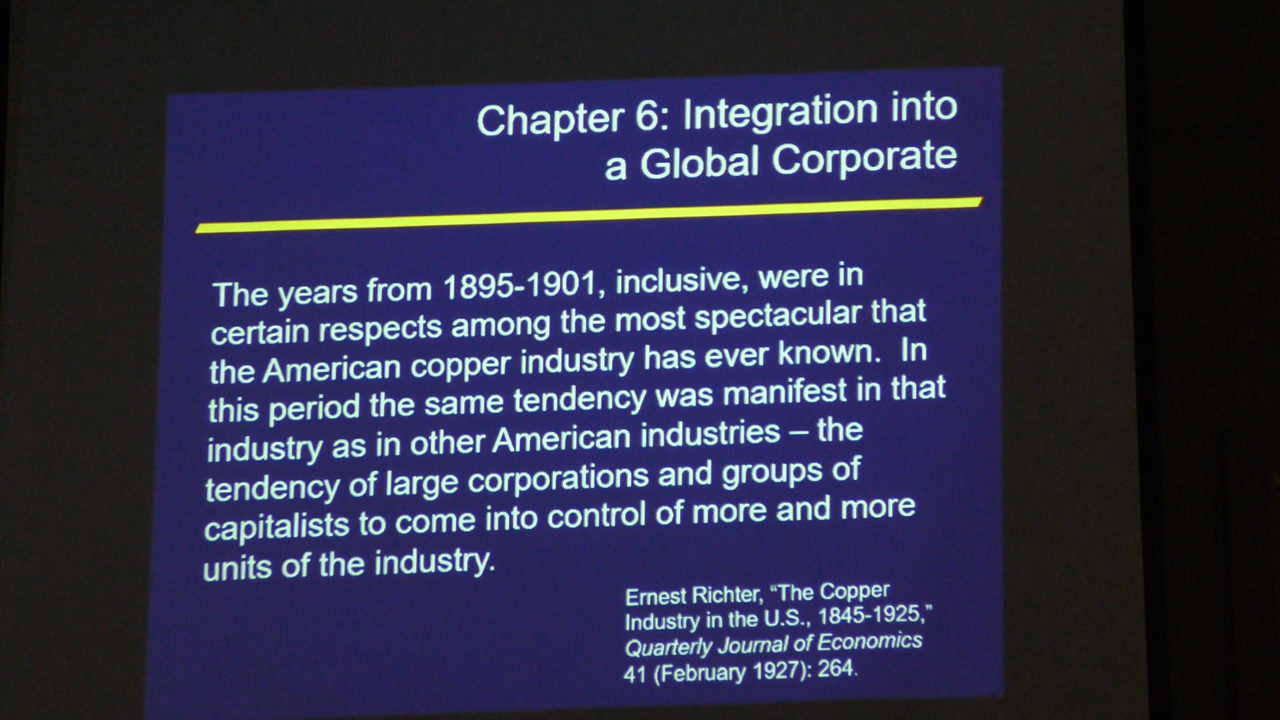 Chapter 6: Integration into
a Global Corporate
The years from 1895-1901, inclusive, were in
certain respects among the most spectacular that
the American copper industry has ever known.  In
this period the same tendency was manifest in that
industry as in other American industries – the
tendency of large corporations and groups of
capitalists to come into control of more and more
units of the industry.
Ernest Richter, “The Copper
Industry in the U.S., 1845-1925,”
Quarterly Journal of Economics
41 (February 1927): 264.